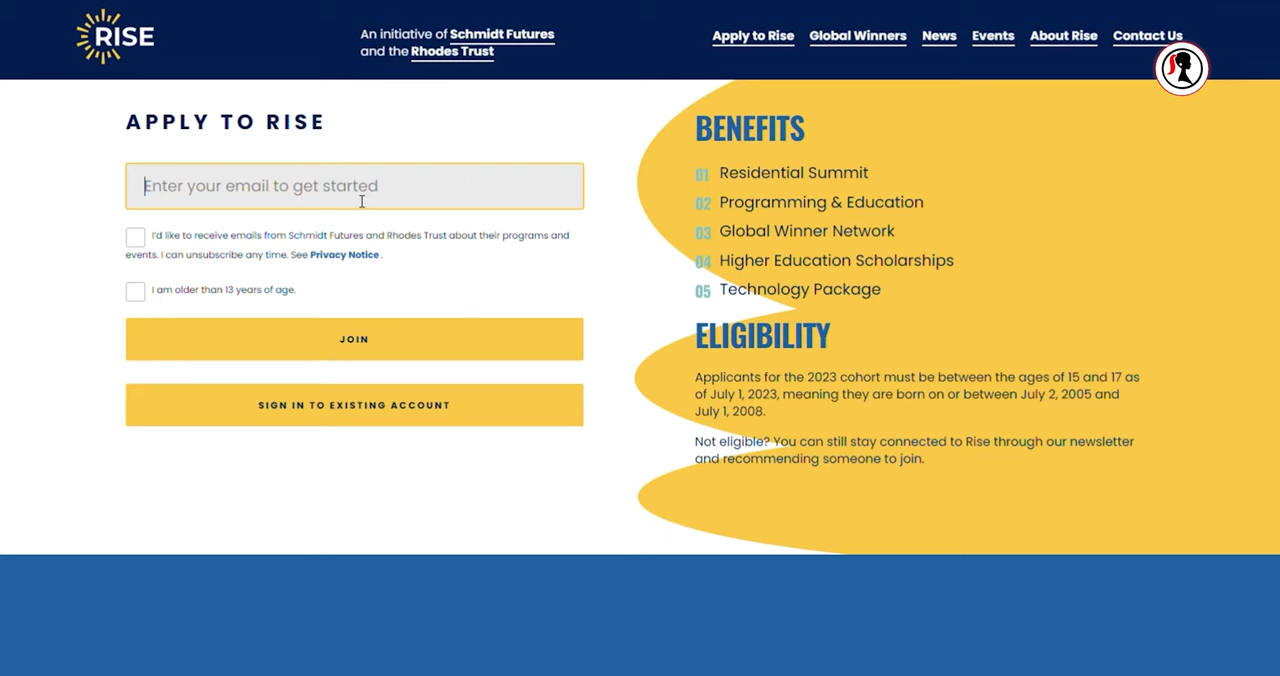 RISE
An initiative of Schmidt Futures
and the Rhodes Trust
Apply to Rise
Global Winners
News
Events
About Rise
Contact Us
APPLY TO RISE
Enter your email to get started
I'd like to receive emails from Schmidt Futures and Rhodes Trust about their programs and
events. I can unsubscribe any time. See Privacy Notice .
I am older than 13 years of age.
JOIN
SIGN IN TO EXISTING ACCOUNT
BENEFITS
01 Residential Summit
02 Programming & Education
03 Global Winner Network
04 Higher Education Scholarships
05 Technology Package
ELIGIBILITY
Applicants for the 2023 cohort must be between the ages of 15 and 17 as
of July 1, 2023, meaning they are born on or between July 2, 2005 and
July 1, 2008.
Not eligible? You can still stay connected to Rise through our newsletter
and recommending someone to join.